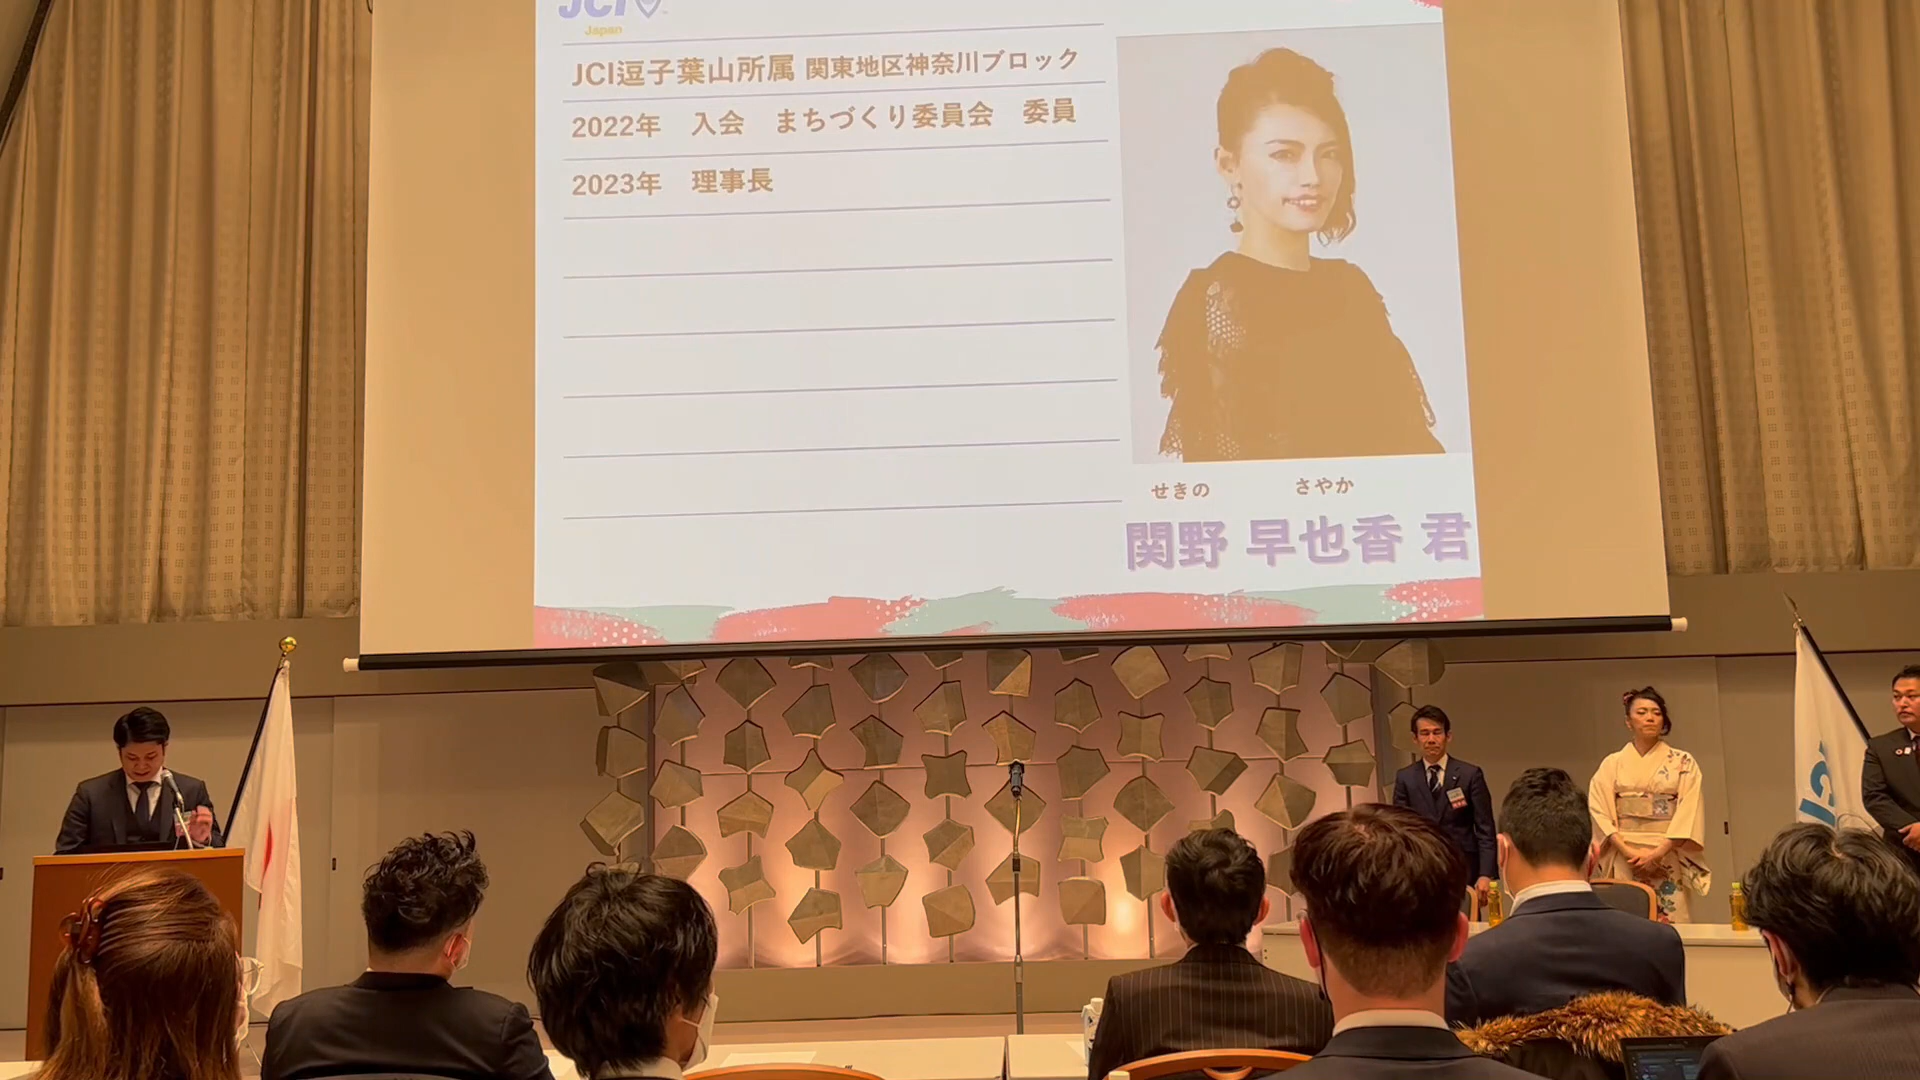 JCI
Japan
JCI逗子葉山所属 関東地区神奈川ブロック
2022年 入会 まちづくり委員会 委員
2023年 理事長
せきの さやか
関野 早也香 君
JCI